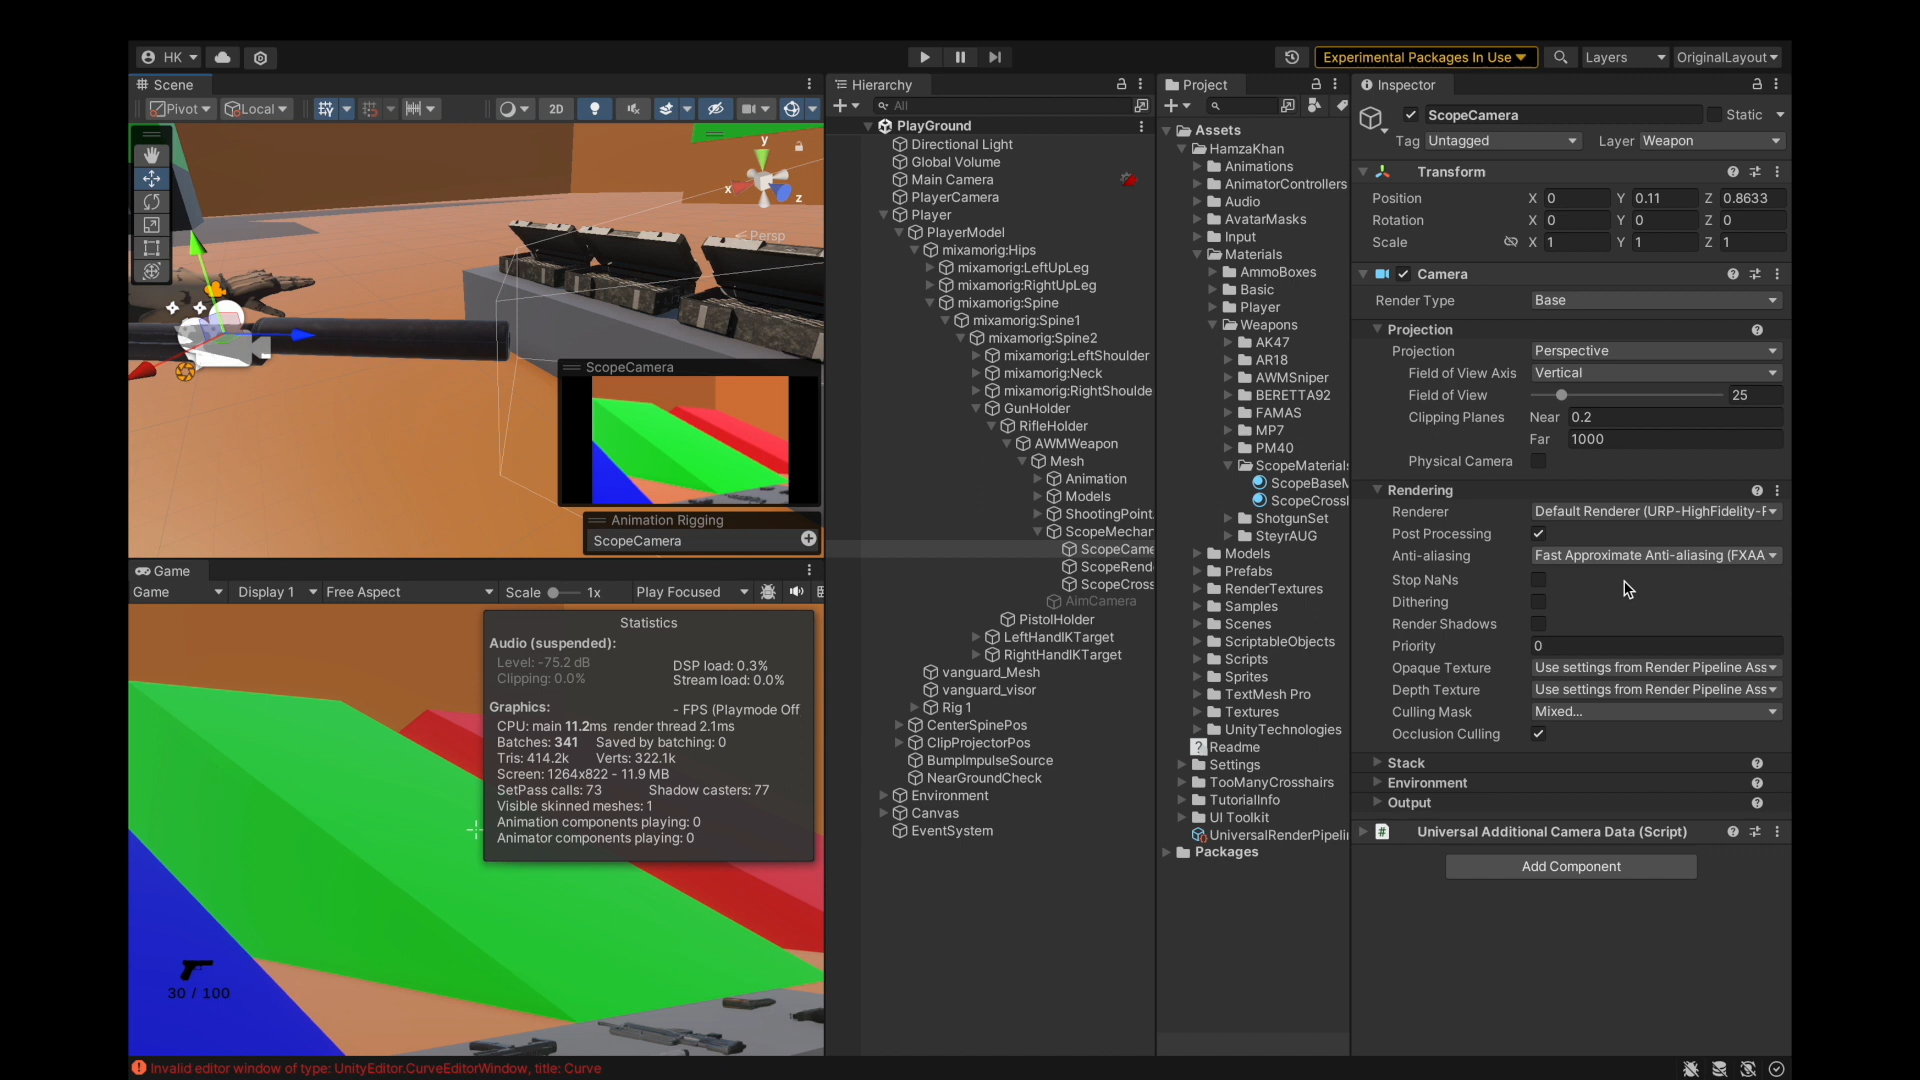 HK
Experimental Packages In Use
Layers
OriginalLayout
Scene
Pivot
Local
2D
y
x
z
Persp
ScopeCamera
Animation Rigging
ScopeCamera
Game
Game
Display 1
Free Aspect
Scale
1x
Play Focused
Statistics
Audio (suspended):
Level: -75.2 dB
DSP load: 0.3%
Clipping: 0.0%
Stream load: 0.0%
Graphics:
- FPS (Playmode Off
CPU: main 11.2ms render thread 2.1ms
Batches: 341 Saved by batching: 0
Tris: 414.2k Verts: 322.1k
Screen: 1264x822 - 11.9 MB
SetPass calls: 73 Shadow casters: 77
Visible skinned meshes: 1
Animation components playing: 0
Animator components playing: 0
30 / 100
Hierarchy
All
PlayGround
Directional Light
Global Volume
Main Camera
PlayerCamera
Player
PlayerModel
mixamorig:Hips
mixamorig:LeftUpLeg
mixamorig:RightUpLeg
mixamorig:Spine
mixamorig:Spine1
mixamorig:Spine2
mixamorig:LeftShoulder
mixamorig:Neck
mixamorig:RightShoulde
GunHolder
RifleHolder
AWMWeapon
Mesh
Animation
Models
ShootingPoint
ScopeMechar
ScopeCame
ScopeRend
ScopeCross
AimCamera
PistolHolder
LeftHandIKTarget
RightHandIKTarget
vanguard_Mesh
vanguard_visor
Rig 1
CenterSpinePos
ClipProjectorPos
BumpImpulseSource
NearGroundCheck
Environment
Canvas
EventSystem
Project
Assets
HamzaKhan
Animations
AnimatorControllers
Audio
AvatarMasks
Input
Materials
AmmoBoxes
Basic
Player
Weapons
AK47
AR18
AWMSniper
BERETTA92
FAMAS
MP7
PM40
ScopeMaterials
ScopeBaseM
ScopeCrossl
ShotgunSet
SteyrAUG
Models
Prefabs
RenderTextures
Samples
Scenes
ScriptableObjects
Scripts
Sprites
TextMesh Pro
Textures
UnityTechnologies
Readme
Settings
TooManyCrosshairs
TutorialInfo
UI Toolkit
UniversalRenderPipeli
Packages
Inspector
ScopeCamera
Static
Tag Untagged
Layer Weapon
Transform
Position X 0 Y 0.11 Z 0.8633
Rotation X 0 Y 0 Z 0
Scale X 1 Y 1 Z 1
Camera
Render Type Base
Projection
Projection Perspective
Field of View Axis Vertical
Field of View 25
Clipping Planes Near 0.2
Far 1000
Physical Camera
Rendering
Renderer Default Renderer (URP-HighFidelity-F
Post Processing
Anti-aliasing Fast Approximate Anti-aliasing (FXAA
Stop NaNs
Dithering
Render Shadows
Priority 0
Opaque Texture Use settings from Render Pipeline Ass
Depth Texture Use settings from Render Pipeline Ass
Culling Mask Mixed...
Occlusion Culling
Stack
Environment
Output
# Universal Additional Camera Data (Script)
Add Component
Invalid editor window of type: UnityEditor.CurveEditorWindow, title: Curve